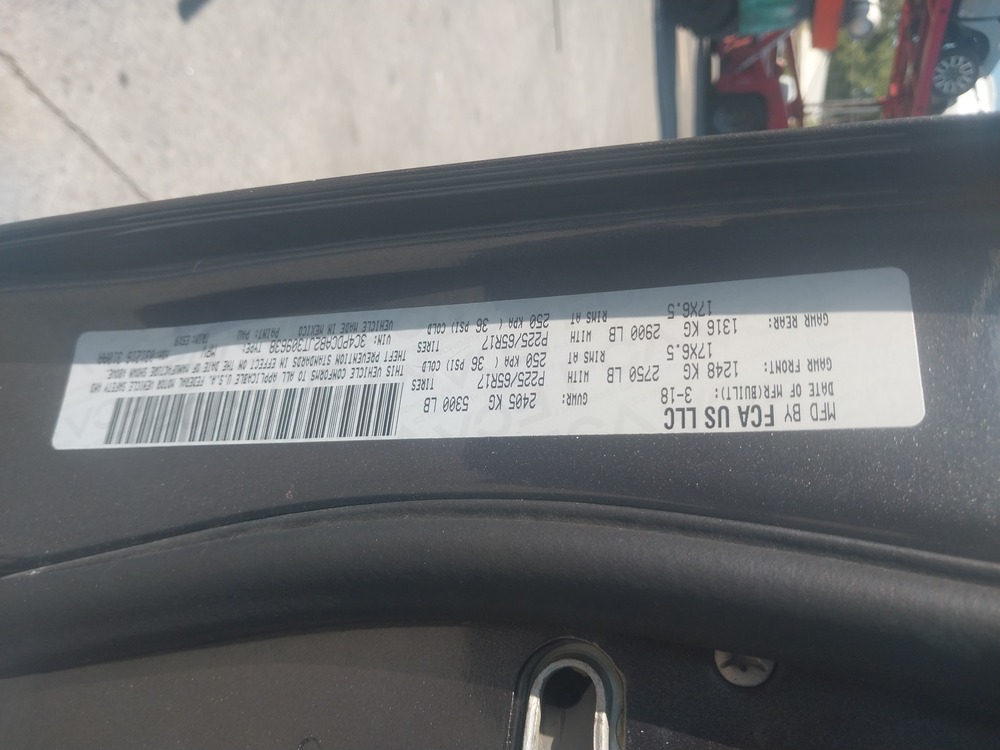 MFD BY FCA US LLC
DATE OF MFR(BUILT): 3-18
GVWR: 2405 KG 5300 LB
GAWR FRONT: 1248 KG 2750 LB
WITH P225/65R17 TIRES
17X6.5 RIMS AT 250 KPA ( 36 PSI) COLD
GAWR REAR: 1316 KG 2900 LB
WITH P225/65R17 TIRES
17X6.5 RIMS AT 250 KPA ( 36 PSI) COLD
THIS VEHICLE CONFORMS TO ALL APPLICABLE U.S.A. FEDERAL MOTOR VEHICLE SAFETY AND
THEFT PREVENTION STANDARDS IN EFFECT ON THE DATE OF MANUFACTURE SHOWN ABOVE.
VIN: 3C4PDCAB2JT309638 TYPE: MPV
VEHICLE MADE IN MEXICO PAINT: PAU